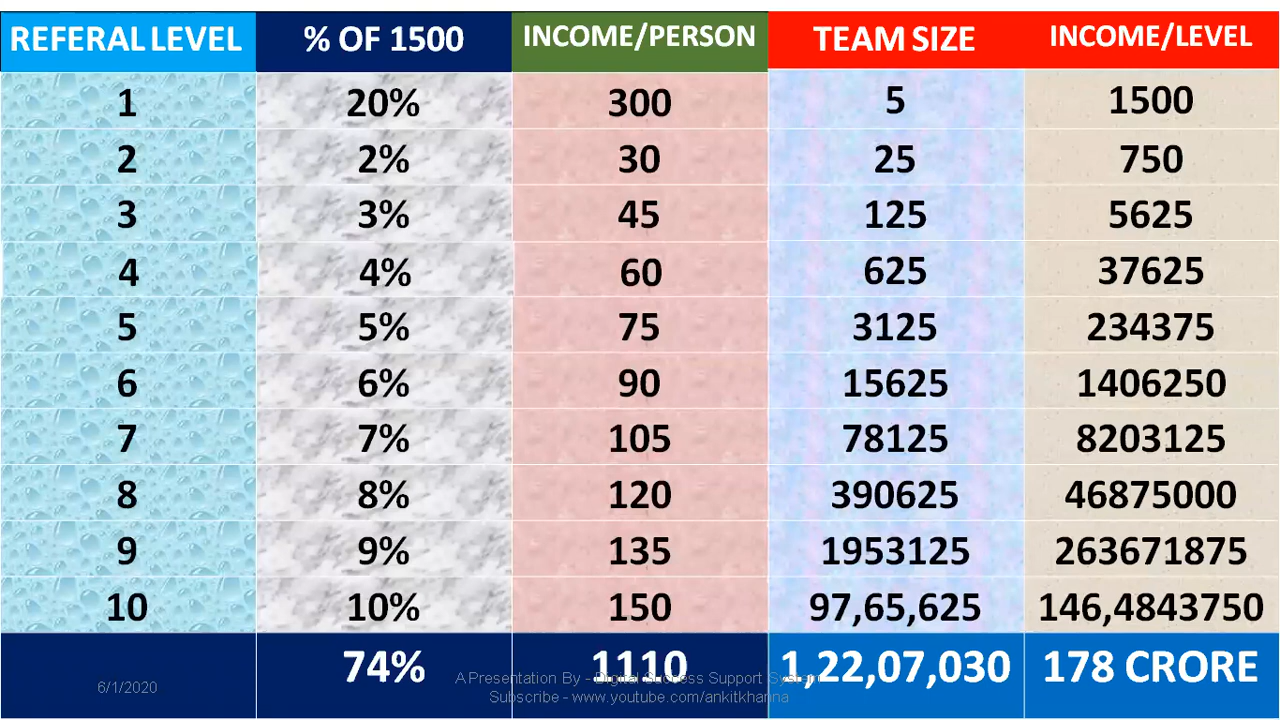 REFERAL LEVEL % OF 1500 INCOME/PERSON TEAM SIZE INCOME/LEVEL
1 20% 300 5 1500
2 2% 30 25 750
3 3% 45 125 5625
4 4% 60 625 37625
5 5% 75 3125 234375
6 6% 90 15625 1406250
7 7% 105 78125 8203125
8 8% 120 390625 46875000
9 9% 135 1953125 263671875
10 10% 150 97,65,625 146,4843750
74% 1110 1,22,07,030 178 CRORE
6/1/2020 A Presentation By - Digital Success Support System
Subscribe - www.youtube.com/ankitkhanna